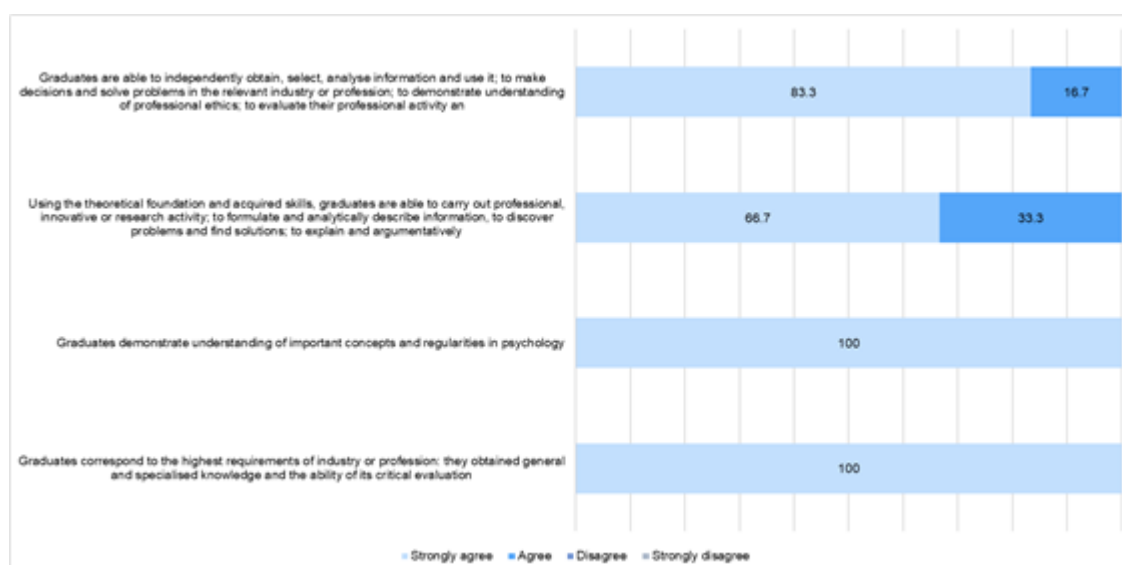 Graduates are able to independently obtain, select, analyse information and use it; to make
decisions and solve problems in the relevant industry or profession; to demonstrate understanding
of professional ethics; to evaluate their professional activity an
83.3
16.7
Using the theoretical foundation and acquired skills, graduates are able to carry out professional,
innovative or research activity; to formulate and analytically describe information, to discover
problems and find solutions; to explain and argumentatively
66.7
33.3
Graduates demonstrate understanding of important concepts and regularities in psychology
100
Graduates correspond to the highest requirements of industry or profession: they obtained general
and specialised knowledge and the ability of its critical evaluation
100
Strongly agree Agree Disagree Strongly disagree